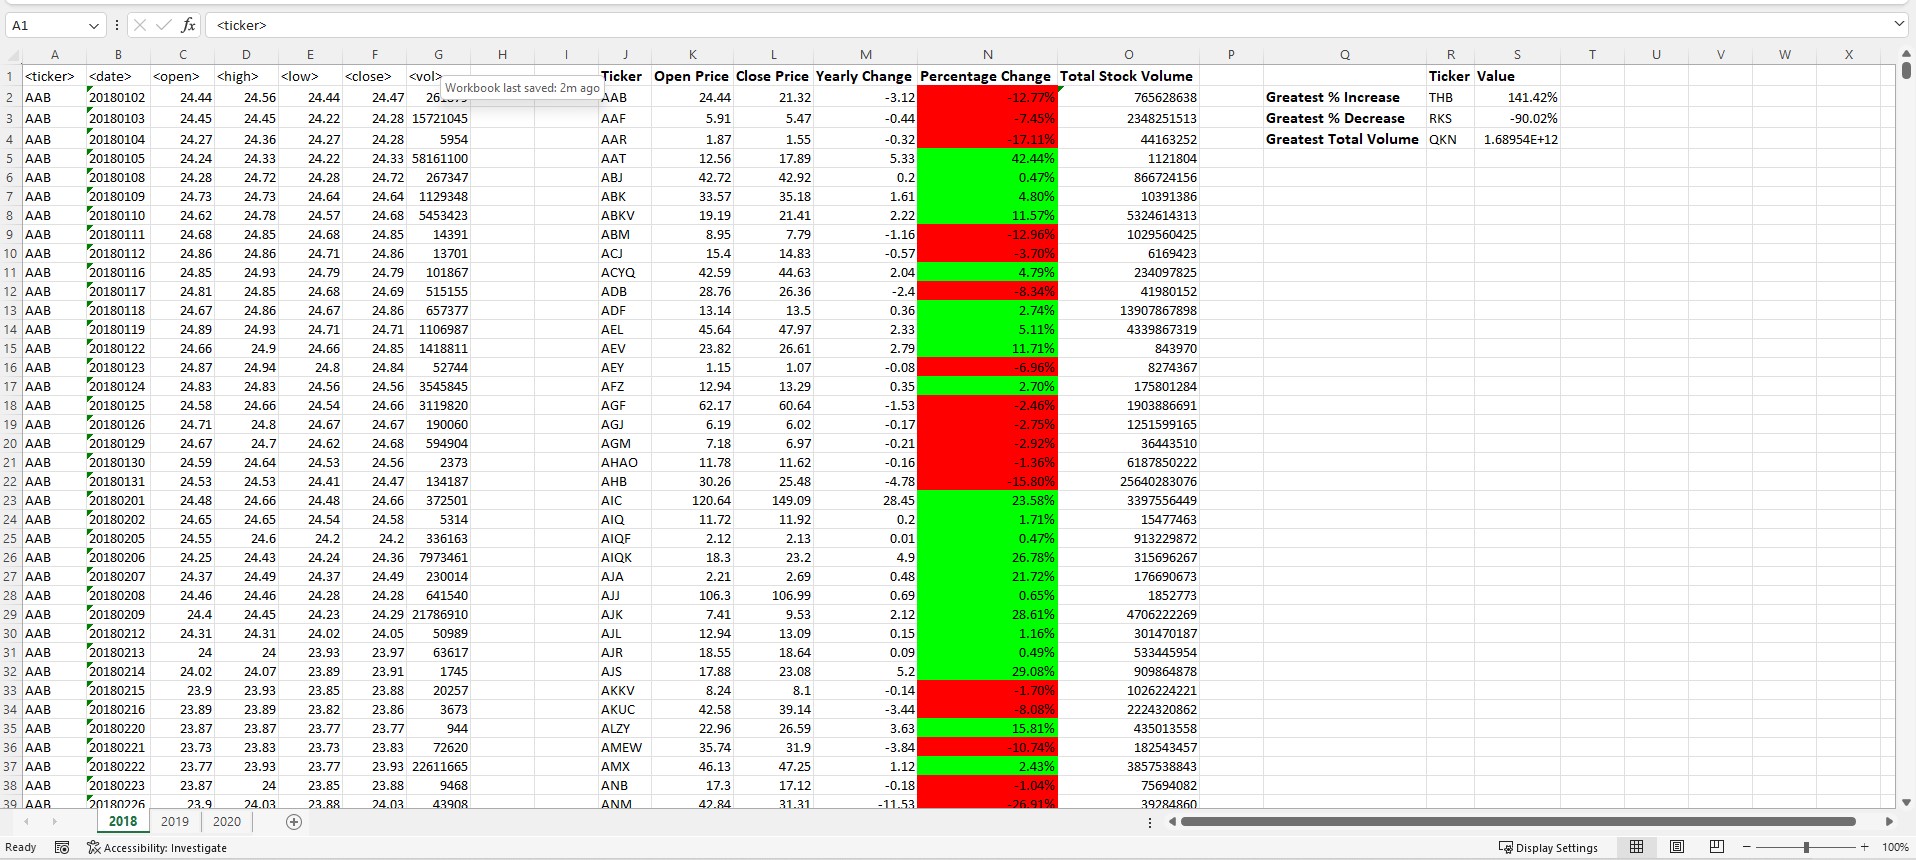 A1 fx <ticker>
A B C D E F G H I J K L M N O P Q R S T U V W X
1 <ticker> <date> <open> <high> <low> <close> <vol> Ticker Open Price Close Price Yearly Change Percentage Change Total Stock Volume Ticker Value
Workbook last saved: 2m ago
2 AAB 20180102 24.44 24.56 24.44 24.47 AAB 24.44 21.32 -3.12 -12.77% 765628638 Greatest % Increase THB 141.42%
3 AAB 20180103 24.45 24.45 24.22 24.28 15721045 AAF 5.91 5.47 -0.44 -7.45% 2348251513 Greatest % Decrease RKS -90.02%
4 AAB 20180104 24.27 24.36 24.27 24.28 5954 AAR 1.87 1.55 -0.32 -17.11% 44163252 Greatest Total Volume QKN 1.68954E+12
5 AAB 20180105 24.24 24.33 24.22 24.33 58161100 AAT 12.56 17.89 5.33 42.44% 1121804
6 AAB 20180108 24.28 24.72 24.28 24.72 267347 ABJ 42.72 42.92 0.2 0.47% 866724156
7 AAB 20180109 24.73 24.73 24.64 24.64 1129348 ABK 33.57 35.18 1.61 4.80% 10391386
8 AAB 20180110 24.62 24.78 24.57 24.68 5453423 ABKV 19.19 21.41 2.22 11.57% 5324614313
9 AAB 20180111 24.68 24.85 24.68 24.85 14391 ABM 8.95 7.79 -1.16 -12.96% 1029560425
10 AAB 20180112 24.86 24.86 24.71 24.86 13701 ACJ 15.4 14.83 -0.57 -3.70% 6169423
11 AAB 20180116 24.85 24.93 24.79 24.79 101867 ACYQ 42.59 44.63 2.04 4.79% 234097825
12 AAB 20180117 24.81 24.85 24.68 24.69 515155 ADB 28.76 26.36 -2.4 -8.34% 41980152
13 AAB 20180118 24.67 24.86 24.67 24.86 657377 ADF 13.14 13.5 0.36 2.74% 13907867898
14 AAB 20180119 24.89 24.93 24.71 24.71 1106987 AEL 45.64 47.97 2.33 5.11% 4339867319
15 AAB 20180122 24.66 24.9 24.66 24.85 1418811 AEV 23.82 26.61 2.79 11.71% 843970
16 AAB 20180123 24.87 24.94 24.8 24.84 52744 AEY 1.15 1.07 -0.08 -6.96% 8274367
17 AAB 20180124 24.83 24.83 24.56 24.56 3545845 AFZ 12.94 13.29 0.35 2.70% 175801284
18 AAB 20180125 24.58 24.66 24.54 24.66 3119820 AGF 62.17 60.64 -1.53 -2.46% 1903886691
19 AAB 20180126 24.71 24.8 24.67 24.67 190060 AGJ 6.19 6.02 -0.17 -2.75% 1251599165
20 AAB 20180129 24.67 24.7 24.62 24.68 594904 AGM 7.18 6.97 -0.21 -2.92% 36443510
21 AAB 20180130 24.59 24.64 24.53 24.56 2373 AHAO 11.78 11.62 -0.16 -1.36% 6187850222
22 AAB 20180131 24.53 24.53 24.41 24.47 134187 AHB 30.26 25.48 -4.78 -15.80% 25640283076
23 AAB 20180201 24.48 24.66 24.48 24.66 372501 AIC 120.64 149.09 28.45 23.58% 3397556449
24 AAB 20180202 24.65 24.65 24.54 24.58 5314 AIQ 11.72 11.92 0.2 1.71% 15477463
25 AAB 20180205 24.55 24.6 24.2 24.2 336163 AIQF 2.12 2.13 0.01 0.47% 913229872
26 AAB 20180206 24.25 24.43 24.24 24.36 7973461 AIQK 18.3 23.2 4.9 26.78% 315696267
27 AAB 20180207 24.37 24.49 24.37 24.49 230014 AJA 2.21 2.69 0.48 21.72% 176690673
28 AAB 20180208 24.46 24.46 24.28 24.28 641540 AJJ 106.3 106.99 0.69 0.65% 1852773
29 AAB 20180209 24.4 24.45 24.23 24.29 21786910 AJK 7.41 9.53 2.12 28.61% 4706222269
30 AAB 20180212 24.31 24.31 24.02 24.05 50989 AJL 12.94 13.09 0.15 1.16% 301470187
31 AAB 20180213 24 24 23.93 23.97 63617 AJR 18.55 18.64 0.09 0.49% 533445954
32 AAB 20180214 24.02 24.07 23.89 23.91 1745 AJS 17.88 23.08 5.2 29.08% 909864878
33 AAB 20180215 23.9 23.93 23.85 23.88 20257 AKKV 8.24 8.1 -0.14 -1.70% 1026224221
34 AAB 20180216 23.89 23.89 23.82 23.86 3673 AKUC 42.58 39.14 -3.44 -8.08% 2224320862
35 AAB 20180220 23.87 23.87 23.77 23.77 944 ALZY 22.96 26.59 3.63 15.81% 435013558
36 AAB 20180221 23.73 23.83 23.73 23.83 72620 AMEW 35.74 31.9 -3.84 -10.74% 182543457
37 AAB 20180222 23.77 23.93 23.77 23.93 22611665 AMX 46.13 47.25 1.12 2.43% 3857538843
38 AAB 20180223 23.87 24 23.85 23.88 9468 ANB 17.3 17.12 -0.18 -1.04% 75694082
39 AAB 20180226 23.9 24.03 23.88 24.03 43908 ANM 42.84 31.31 -11.53 -26.91% 39284860
2018 2019 2020
Ready Accessibility: Investigate Display Settings 100%